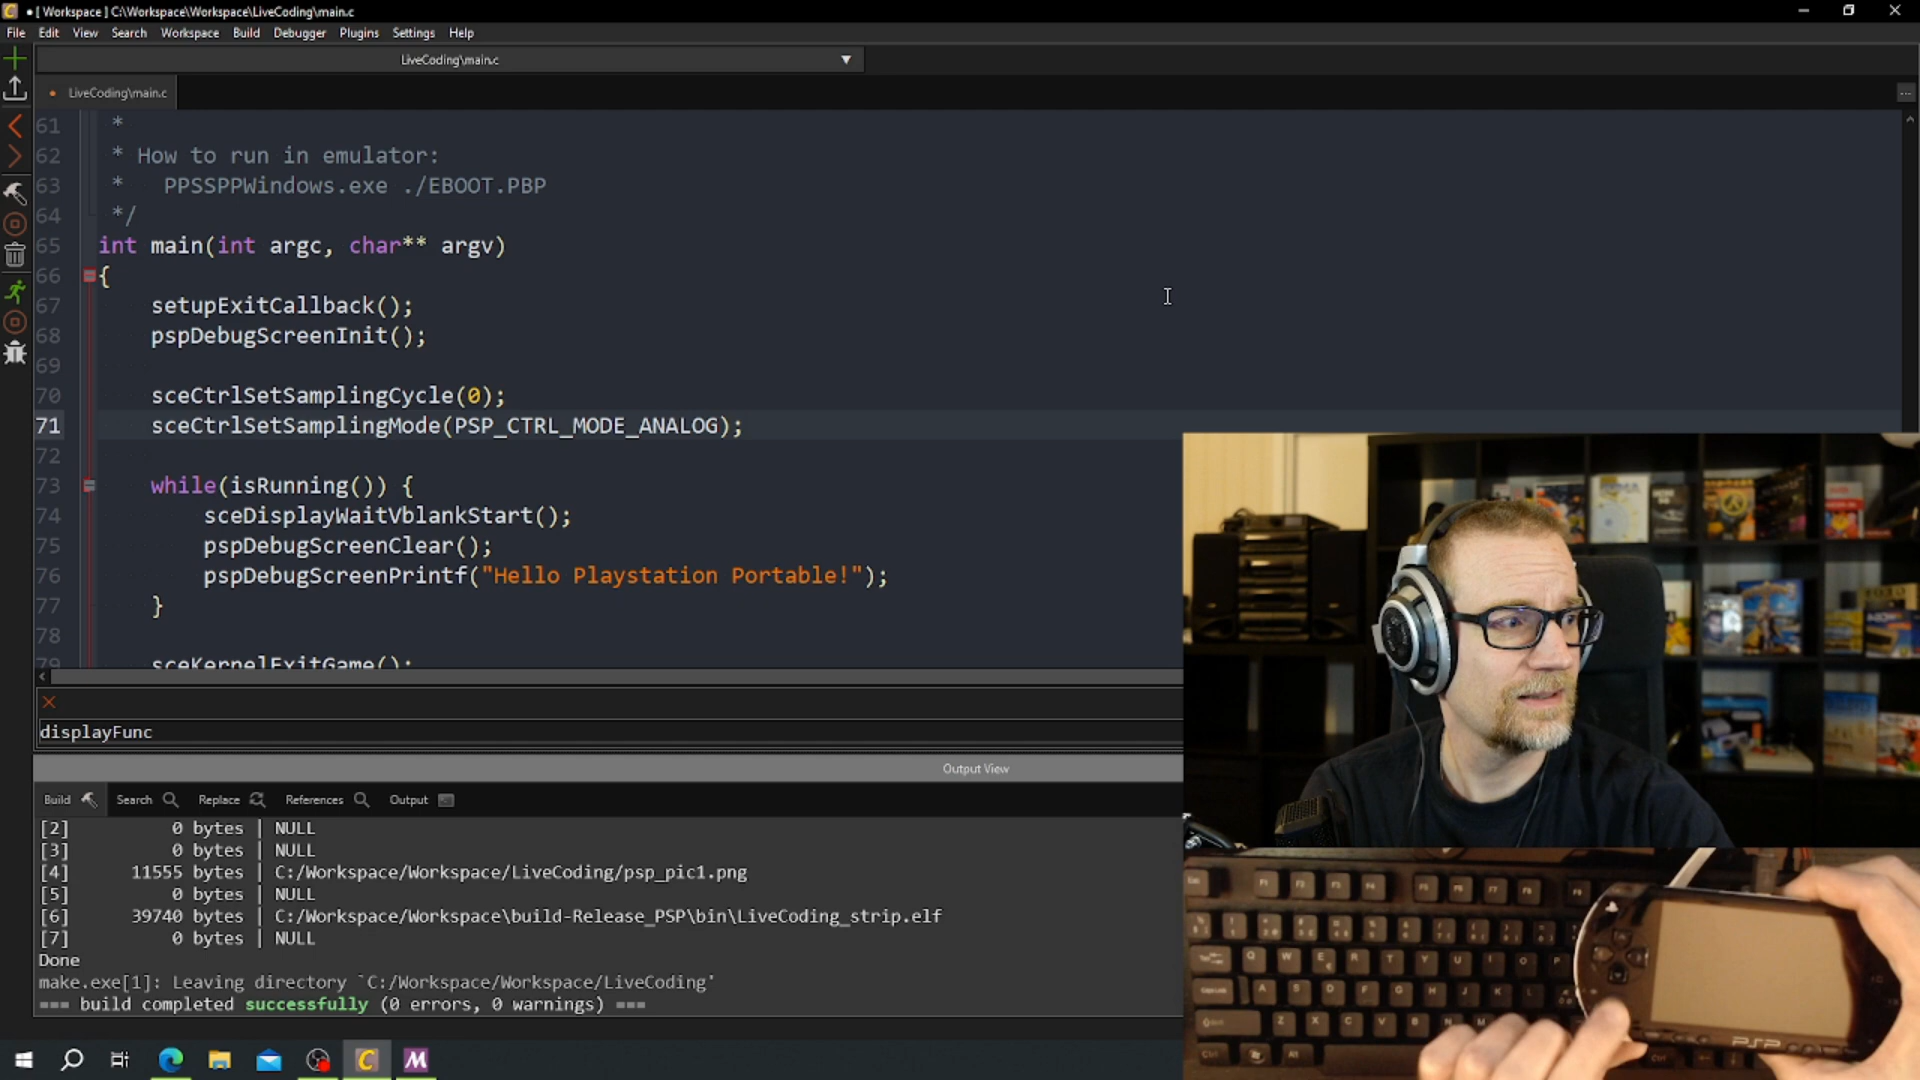 [ Workspace ] C:\Workspace\Workspace\LiveCoding\main.c
File Edit View Search Workspace Build Debugger Plugins Settings Help
LiveCoding\main.c
LiveCoding\main.c
61 *
62 * How to run in emulator:
63 *   PPSSPPWindows.exe ./EBOOT.PBP
64 */
65 int main(int argc, char** argv)
66 {
67 setupExitCallback();
68 pspDebugScreenInit();
69
70 sceCtrlSetSamplingCycle(0);
71 sceCtrlSetSamplingMode(PSP_CTRL_MODE_ANALOG);
72
73 while(isRunning()) {
74 sceDisplayWaitVblankStart();
75 pspDebugScreenClear();
76 pspDebugScreenPrintf("Hello Playstation Portable!");
77 }
78
79 sceKernelExitGame();
displayFunc
Output View
Build Search Replace References Output
[2] 0 bytes | NULL
[3] 0 bytes | NULL
[4] 11555 bytes | C:/Workspace/Workspace/LiveCoding/psp_pic1.png
[5] 0 bytes | NULL
[6] 39740 bytes | C:/Workspace/Workspace\build-Release_PSP\bin\LiveCoding_strip.elf
[7] 0 bytes | NULL
Done
make.exe[1]: Leaving directory `C:/Workspace/Workspace/LiveCoding'
=== build completed successfully (0 errors, 0 warnings) ===
PSP